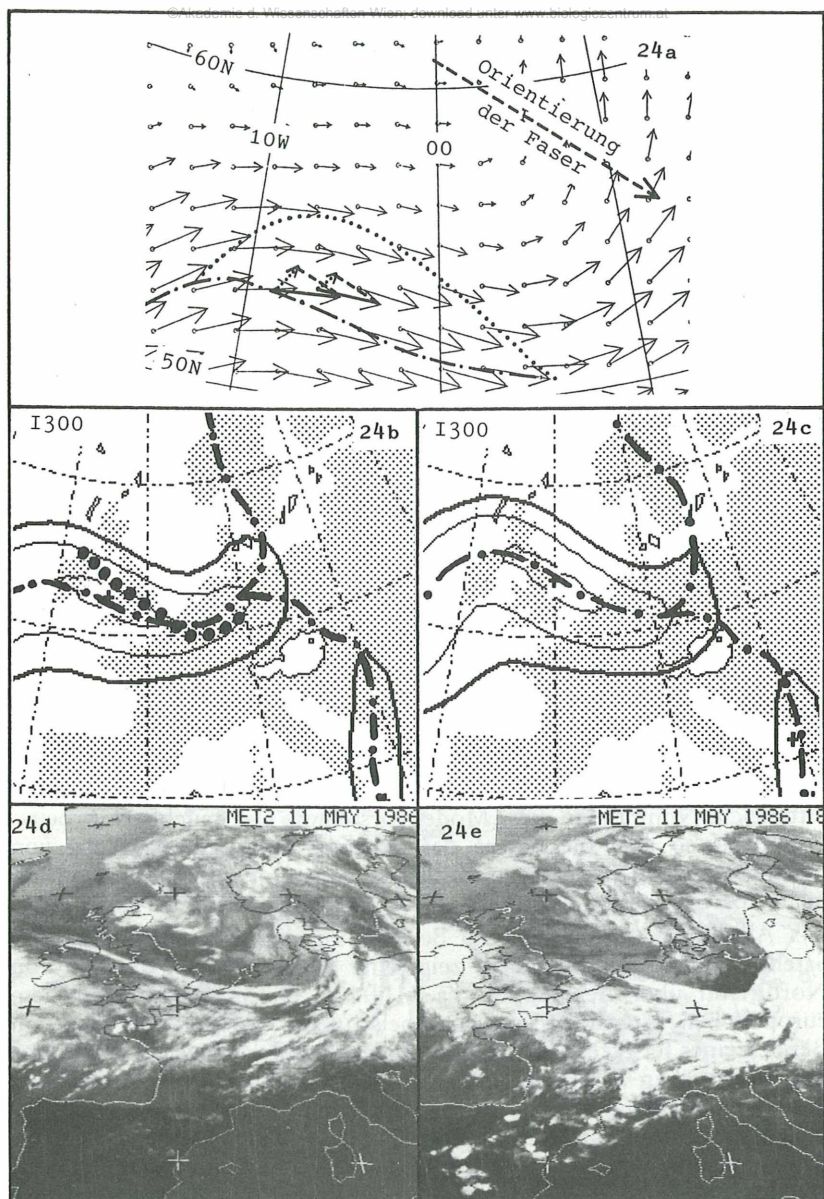 ©Akademie d. Wissenschaften Wien; download unter www.biologiezentrum.at
24a
60N
Orientierung
der Faser
10W
00
50N
I300
24b
I300
24c
24d
MET2 11 MAY 1986
24e
MET2 11 MAY 1986 18